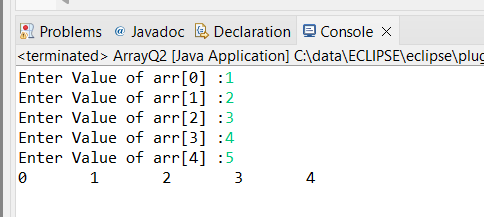 Problems @ Javadoc Declaration Console
<terminated> ArrayQ2 [Java Application] C:\data\ECLIPSE\eclipse\plug
Enter Value of arr[0] :1
Enter Value of arr[1] :2
Enter Value of arr[2] :3
Enter Value of arr[3] :4
Enter Value of arr[4] :5
0 1 2 3 4